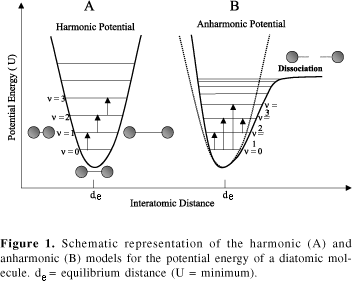 A
B
Harmonic Potential
Anharmonic Potential
Dissociation
Potential Energy ( U)
ν = 3
ν = 2
ν = 1
ν = 0
ν =
3
ν =
2
ν =
1
ν = 0
de
de
Interatomic Distance
Figure 1. Schematic representation of the harmonic (A) and
anharmonic (B) models for the potential energy of a diatomic mol-
ecule. de = equilibrium distance (U = minimum).